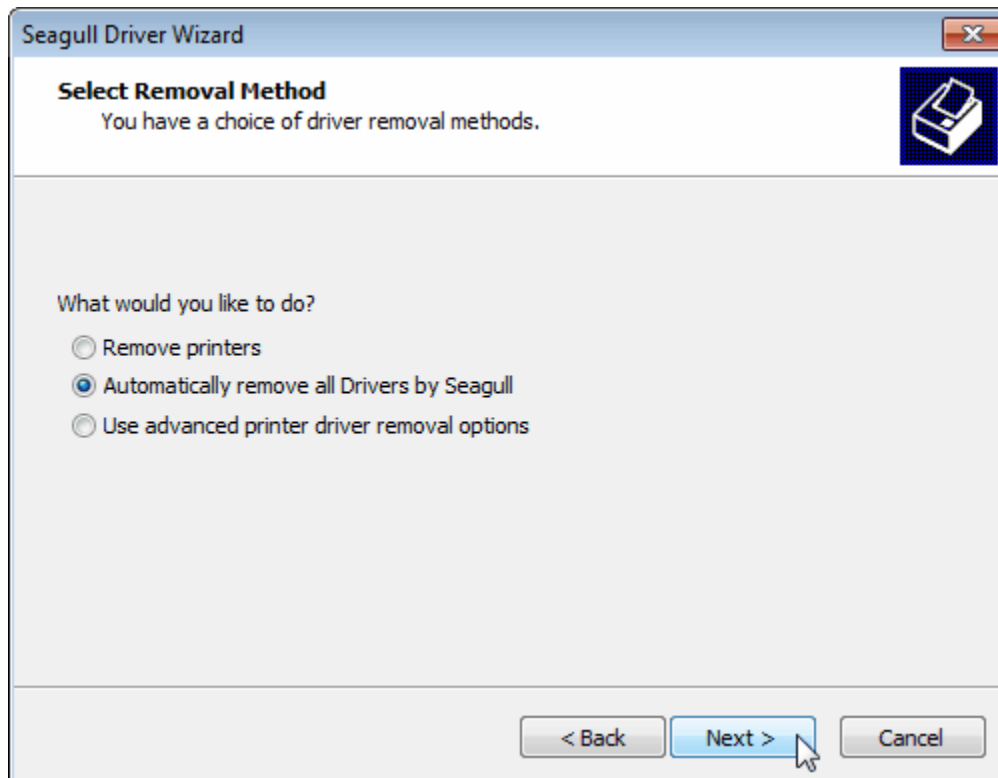 Seagull Driver Wizard
Select Removal Method
You have a choice of driver removal methods.
What would you like to do?
Remove printers
Automatically remove all Drivers by Seagull
Use advanced printer driver removal options
< Back Next > Cancel